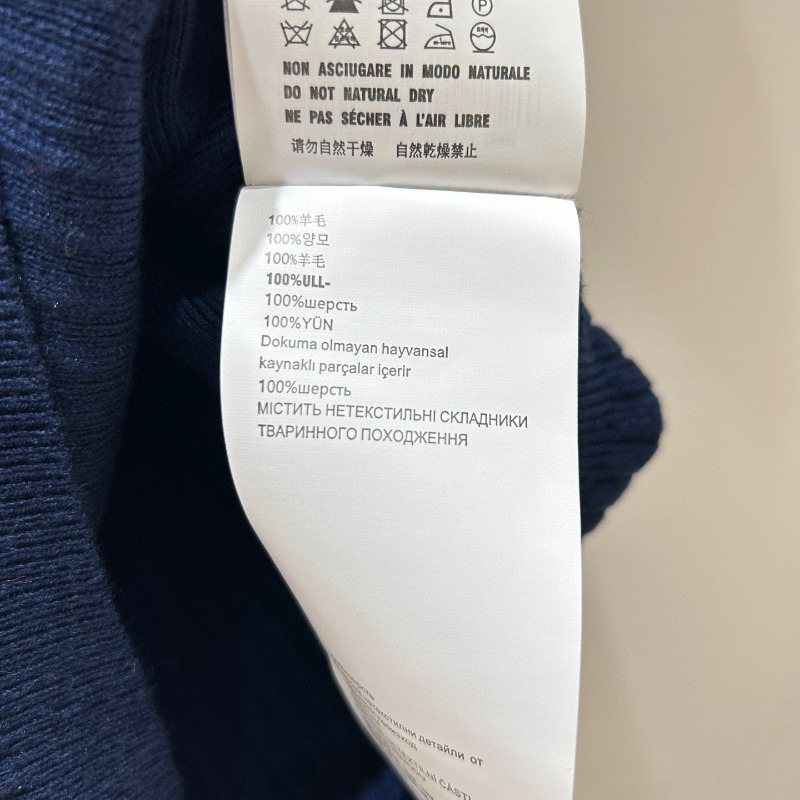 NON ASCIUGARE IN MODO NATURALE
DO NOT NATURAL DRY
NE PAS SÉCHER À L'AIR LIBRE
请勿自然干燥 自然乾燥禁止
100%羊毛
100%양모
100%羊毛
100%ULL-
100%шерсть
100%YÜN
Dokuma olmayan hayvansal
kaynaklı parçalar içerir
100%шерсть
МІСТИТЬ НЕТЕКСТИЛЬНІ СКЛАДНИКИ
ТВАРИННОГО ПОХОДЖЕННЯ
детайли от